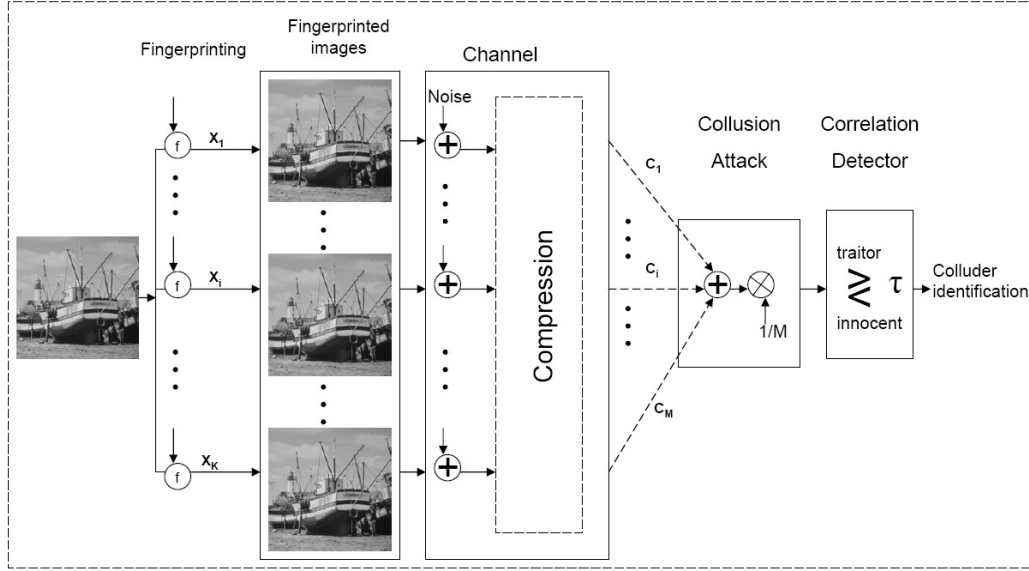 Fingerprinting
Fingerprinted
images
Channel
Noise
Collusion
Attack
Correlation
Detector
f
X1
f
Xi
f
XK
Compression
C1
Ci
CM
1/M
traitor
≷ τ
innocent
Colluder
identification